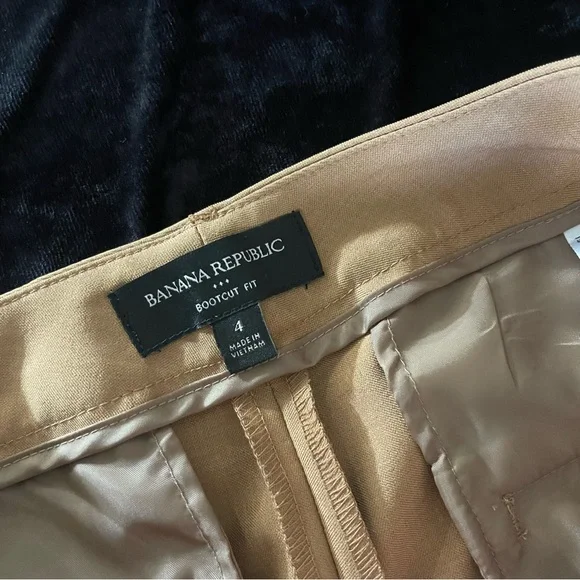 BANANA REPUBLIC
BOOTCUT FIT
4
MADE IN
VIETNAM